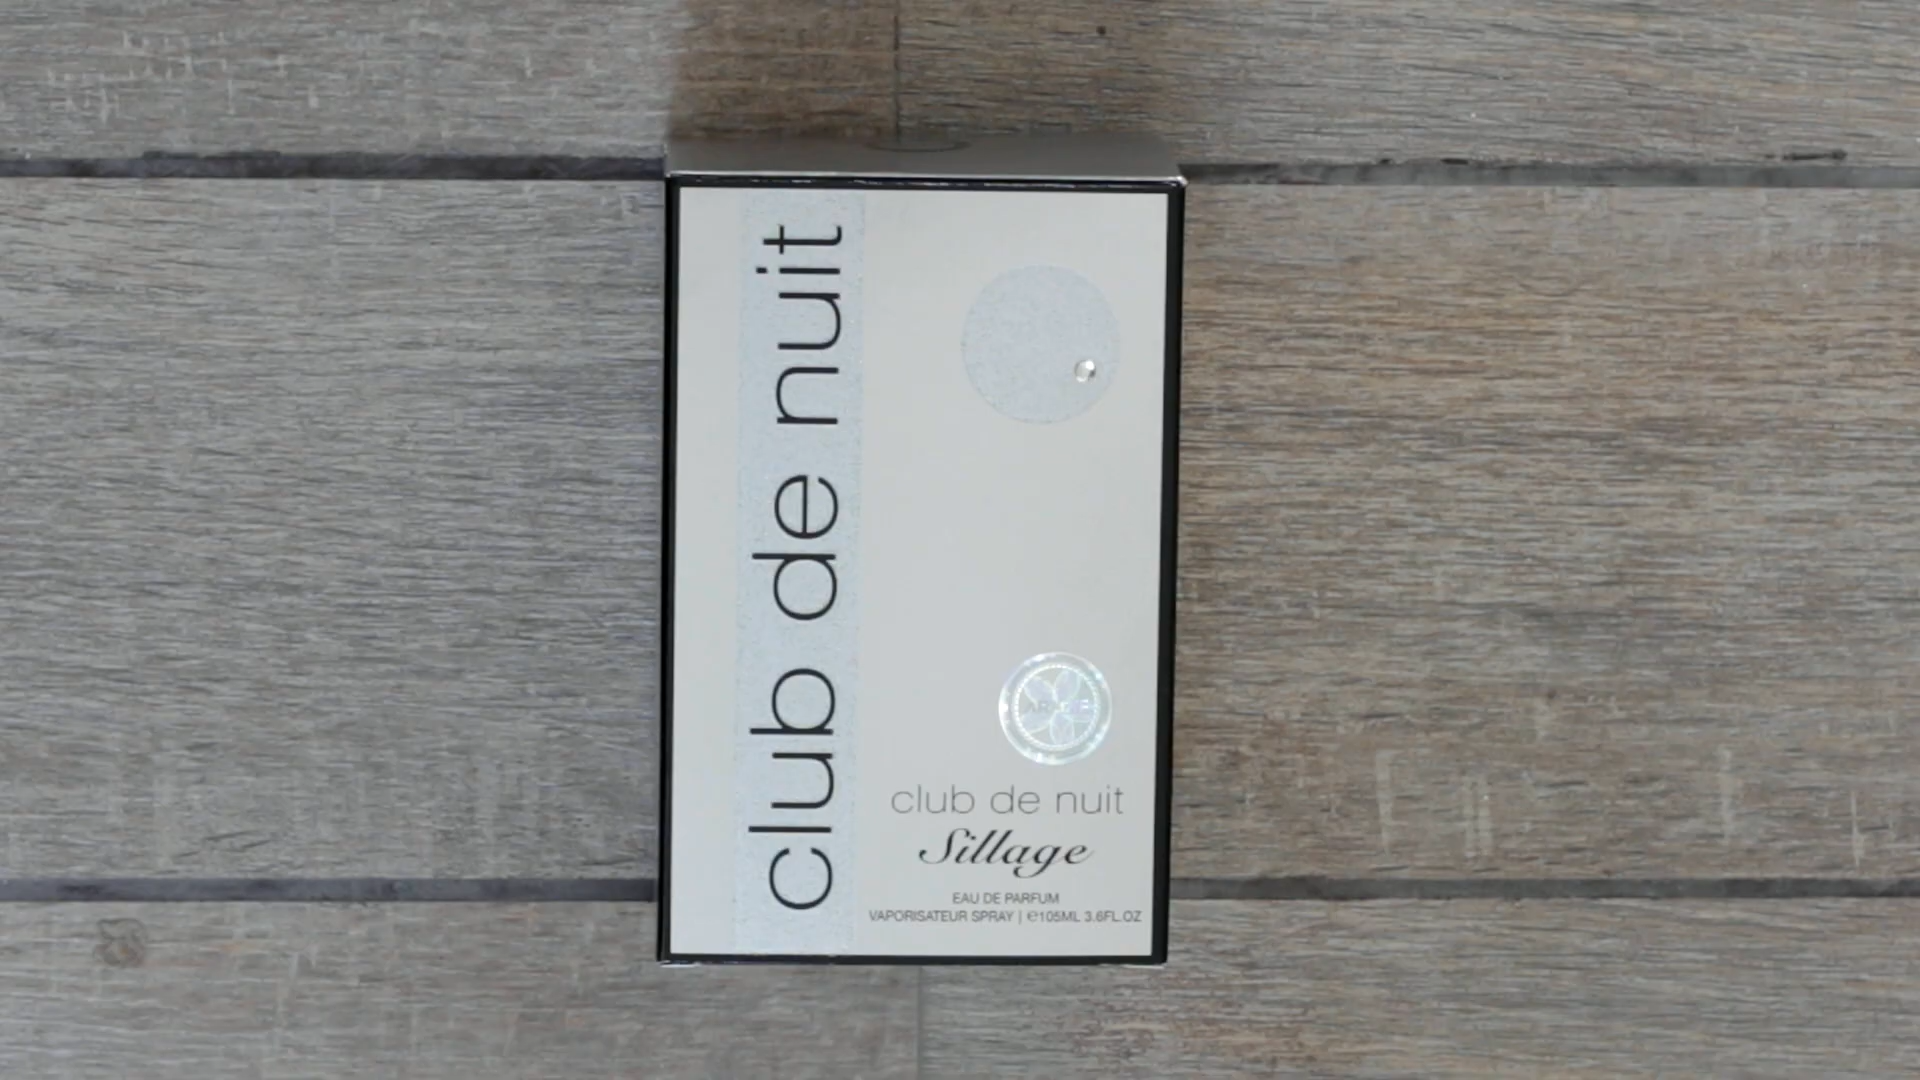 club de nuit
club de nuit
Sillage
EAU DE PARFUM
VAPORISATEUR SPRAY | ℮105ML 3.6FL.OZ